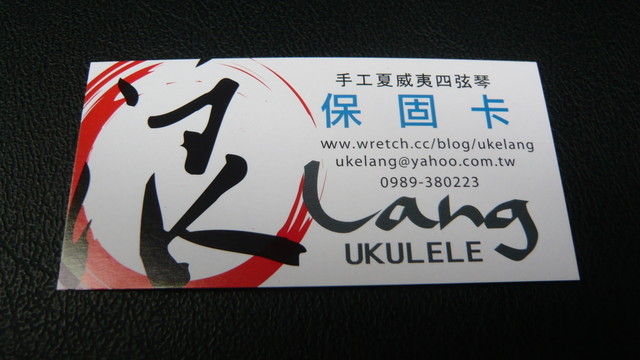 手工夏威夷四弦琴
保固卡
www.wretch.cc/blog/ukelang
ukelang@yahoo.com.tw
0989-380223
浪
Lang
UKULELE